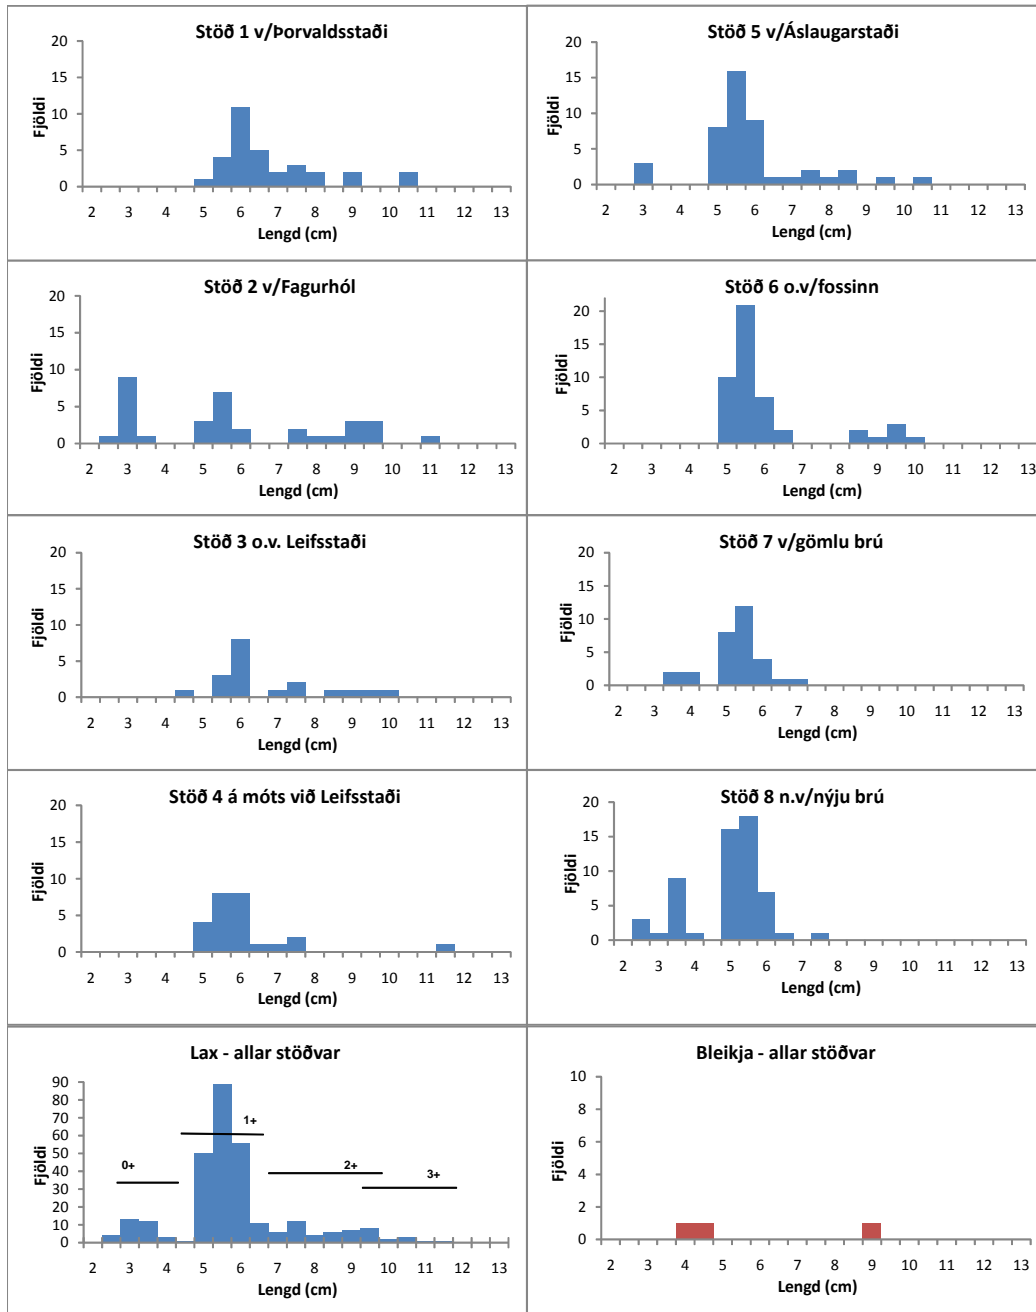 Stöð 1 v/Þorvaldsstaði
20
15
10
5
0
Fjöldi
2 3 4 5 6 7 8 9 10 11 12 13
Lengd (cm)
Stöð 5 v/Áslaugarstaði
20
15
10
5
0
Fjöldi
2 3 4 5 6 7 8 9 10 11 12 13
Lengd (cm)
Stöð 2 v/Fagurhól
20
15
10
5
0
Fjöldi
2 3 4 5 6 7 8 9 10 11 12 13
Lengd (cm)
Stöð 6 o.v/fossinn
20
15
10
5
0
Fjöldi
2 3 4 5 6 7 8 9 10 11 12 13
Lengd (cm)
Stöð 3 o.v. Leifsstaði
20
15
10
5
0
Fjöldi
2 3 4 5 6 7 8 9 10 11 12 13
Lengd (cm)
Stöð 7 v/gömlu brú
20
15
10
5
0
Fjöldi
2 3 4 5 6 7 8 9 10 11 12 13
Lengd (cm)
Stöð 4 á móts við Leifsstaði
20
15
10
5
0
Fjöldi
2 3 4 5 6 7 8 9 10 11 12 13
Lengd (cm)
Stöð 8 n.v/nýju brú
20
15
10
5
0
Fjöldi
2 3 4 5 6 7 8 9 10 11 12 13
Lengd (cm)
Lax - allar stöðvar
90
80
70
60
50
40
30
20
10
0
Fjöldi
0+
1+
2+
3+
2 3 4 5 6 7 8 9 10 11 12 13
Lengd (cm)
Bleikja - allar stöðvar
10
8
6
4
2
0
Fjöldi
2 3 4 5 6 7 8 9 10 11 12 13
Lengd (cm)